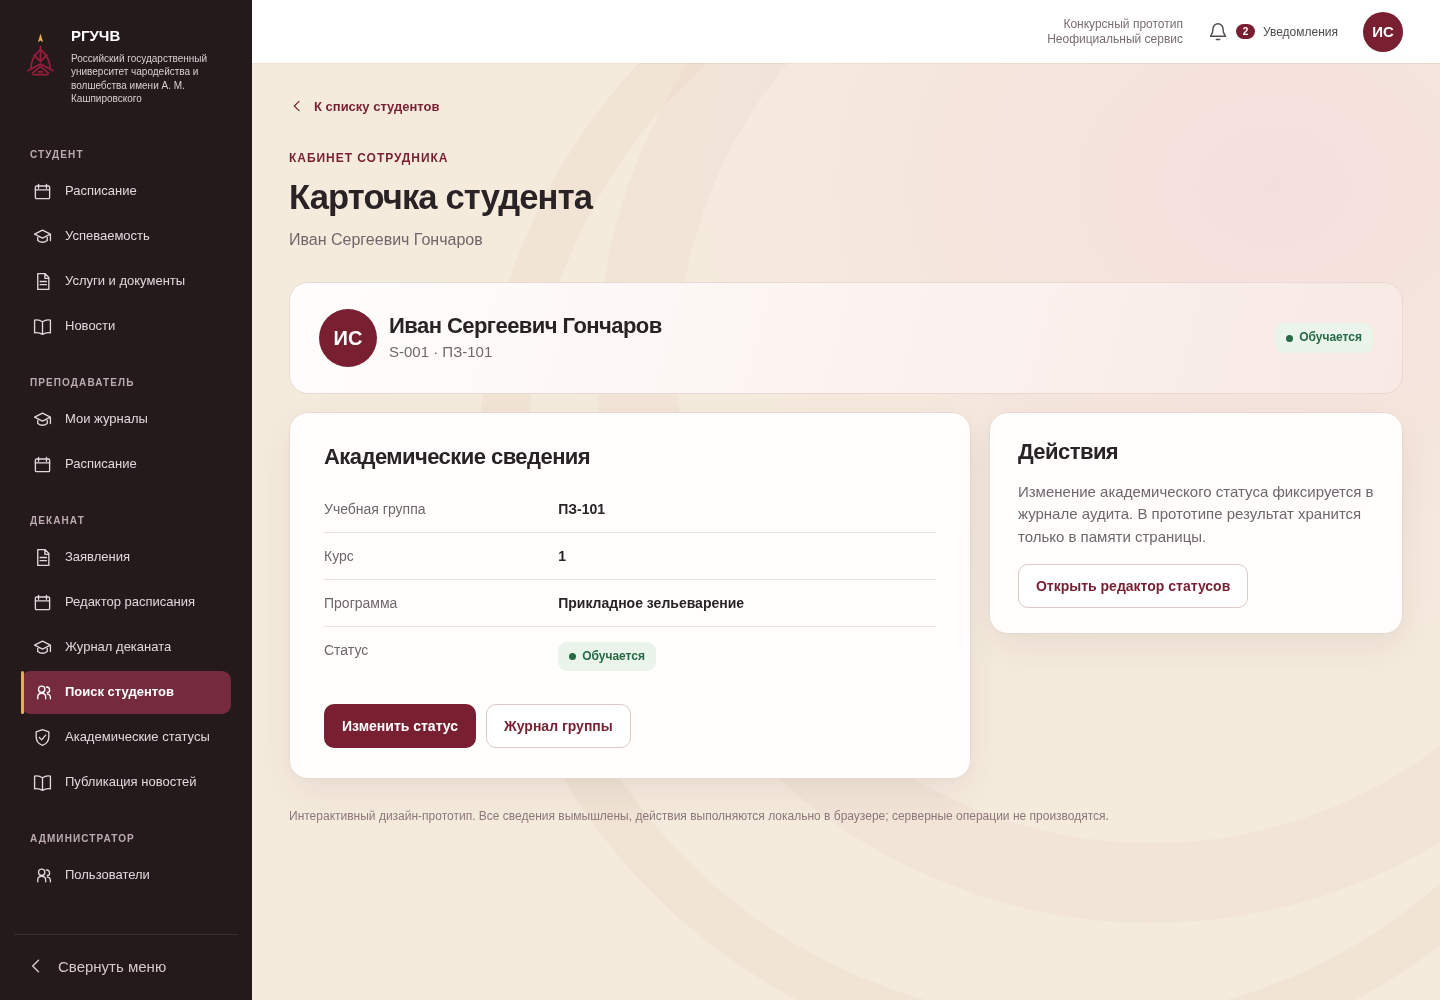 РГУЧВ
Российский государственный
университет чародейства и
волшебства имени А. М.
Кашпировского
СТУДЕНТ
Расписание
Успеваемость
Услуги и документы
Новости
ПРЕПОДАВАТЕЛЬ
Мои журналы
Расписание
ДЕКАНАТ
Заявления
Редактор расписания
Журнал деканата
Поиск студентов
Академические статусы
Публикация новостей
АДМИНИСТРАТОР
Пользователи
Свернуть меню
Конкурсный прототип
Неофициальный сервис
2 Уведомления
ИС
К списку студентов
КАБИНЕТ СОТРУДНИКА
Карточка студента
Иван Сергеевич Гончаров
ИС
Иван Сергеевич Гончаров
S-001 · ПЗ-101
Обучается
Академические сведения
Учебная группа ПЗ-101
Курс 1
Программа Прикладное зельеварение
Статус Обучается
Изменить статус Журнал группы
Действия
Изменение академического статуса фиксируется в
журнале аудита. В прототипе результат хранится
только в памяти страницы.
Открыть редактор статусов
Интерактивный дизайн-прототип. Все сведения вымышлены, действия выполняются локально в браузере; серверные операции не производятся.